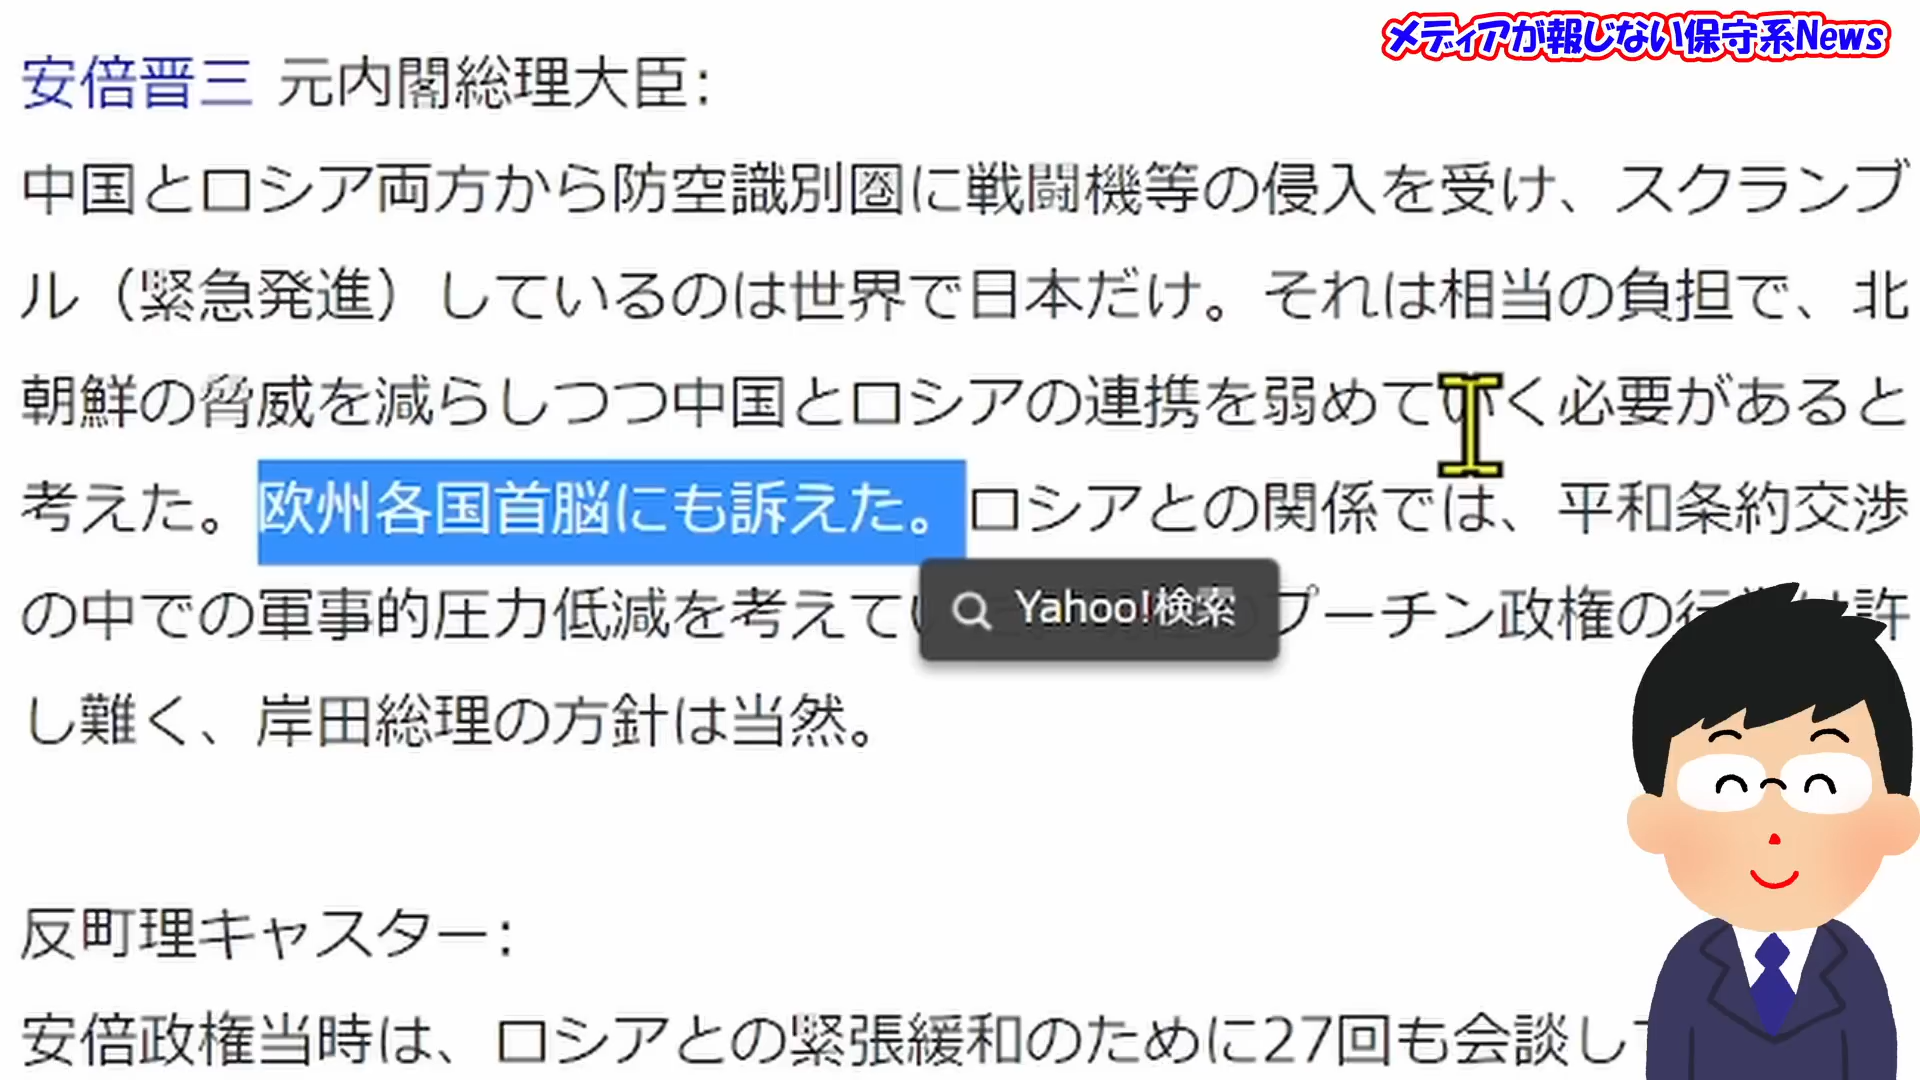 メディアが報じない保守系News
安倍晋三 元内閣総理大臣:
中国とロシア両方から防空識別圏に戦闘機等の侵入を受け、スクランブ
ル（緊急発進）しているのは世界で日本だけ。それは相当の負担で、北
朝鮮の脅威を減らしつつ中国とロシアの連携を弱めていく必要があると
考えた。欧州各国首脳にも訴えた。ロシアとの関係では、平和条約交渉
の中での軍事的圧力低減を考えてい
Yahoo!検索
プーチン政権の行為は許
し難く、岸田総理の方針は当然。
反町理キャスター:
安倍政権当時は、ロシアとの緊張緩和のために27回も会談し